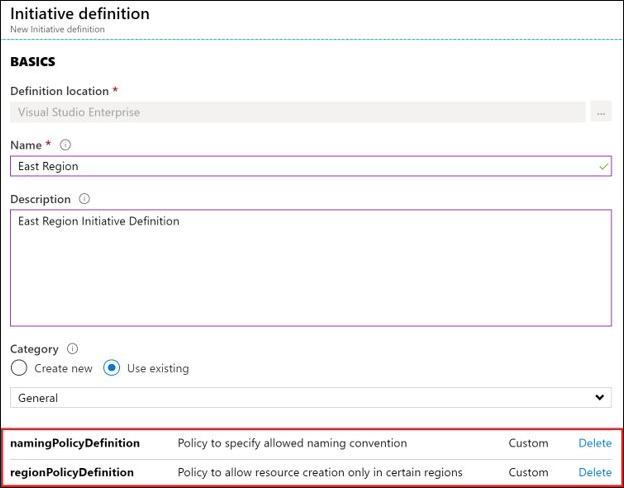 Initiative definition
New Initiative definition
BASICS
Definition location *
Visual Studio Enterprise ...
Name *
East Region
Description
East Region Initiative Definition
Category
Create new Use existing
General
namingPolicyDefinition Policy to specify allowed naming convention Custom Delete
regionPolicyDefinition Policy to allow resource creation only in certain regions Custom Delete